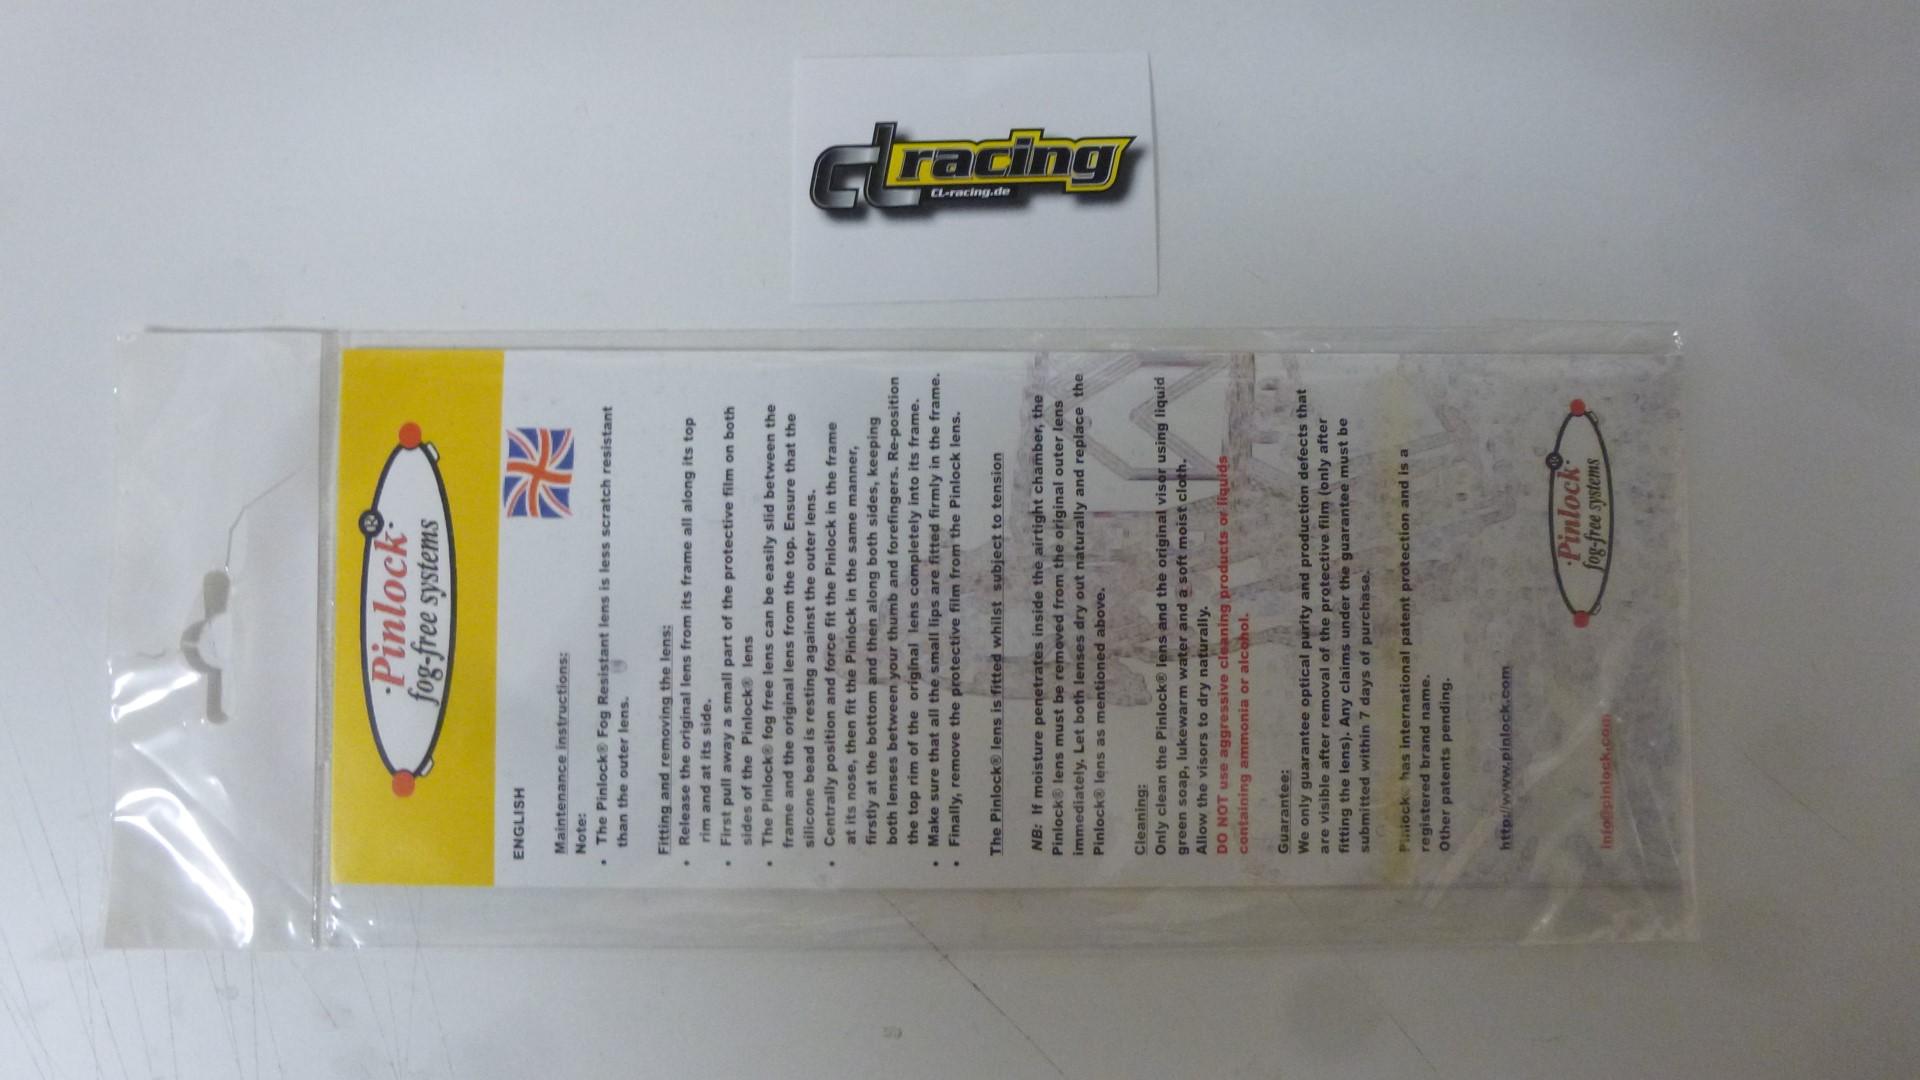 CL racing
CL-racing.de
Pinlock®
fog-free systems
ENGLISH
Maintenance instructions:
Note:
• The Pinlock® Fog Resistant lens is less scratch resistant
than the outer lens.
Fitting and removing the lens:
• Release the original lens from its frame all along its top
rim and at its side.
• First pull away a small part of the protective film on both
sides of the Pinlock® lens
• The Pinlock® fog free lens can be easily slid between the
frame and the original lens from the top. Ensure that the
silicone bead is resting against the outer lens.
• Centrally position and force fit the Pinlock in the frame
at its nose, then fit the Pinlock in the same manner,
firstly at the bottom and then along both sides, keeping
both lenses between your thumb and forefingers. Re-position
the top rim of the original lens completely into its frame.
• Make sure that all the small lips are fitted firmly in the frame.
• Finally, remove the protective film from the Pinlock lens.
The Pinlock® lens is fitted whilst subject to tension
NB: If moisture penetrates inside the airtight chamber, the
Pinlock® lens must be removed from the original outer lens
immediately. Let both lenses dry out naturally and replace the
Pinlock® lens as mentioned above.
Cleaning:
Only clean the Pinlock® lens and the original visor using liquid
green soap, lukewarm water and a soft moist cloth.
Allow the visors to dry naturally.
DO NOT use aggressive cleaning products or liquids
containing ammonia or alcohol.
Guarantee:
We only guarantee optical purity and production defects that
are visible after removal of the protective film (only after
fitting the lens). Any claims under the guarantee must be
submitted within 7 days of purchase.
Pinlock® has international patent protection and is a
registered brand name.
Other patents pending.
http://www.pinlock.com
info@pinlock.com
Pinlock
fog-free systems